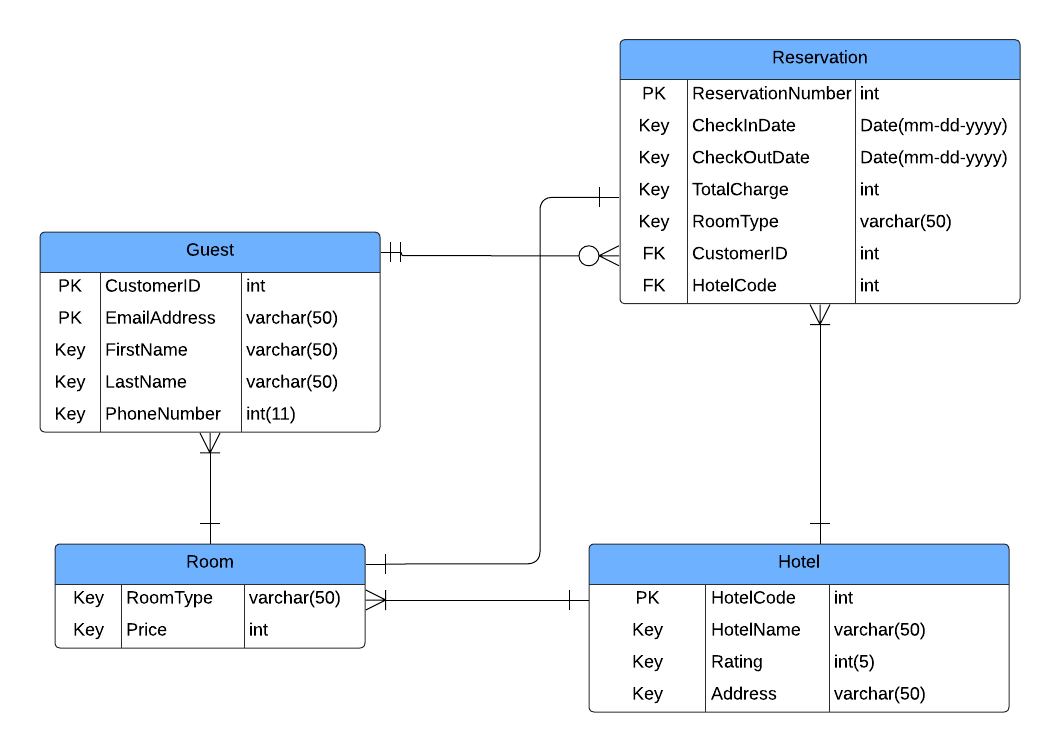 Reservation
PK ReservationNumber int
Key CheckInDate Date(mm-dd-yyyy)
Key CheckOutDate Date(mm-dd-yyyy)
Key TotalCharge int
Key RoomType varchar(50)
FK CustomerID int
FK HotelCode int
Guest
PK CustomerID int
PK EmailAddress varchar(50)
Key FirstName varchar(50)
Key LastName varchar(50)
Key PhoneNumber int(11)
Room
Key RoomType varchar(50)
Key Price int
Hotel
PK HotelCode int
Key HotelName varchar(50)
Key Rating int(5)
Key Address varchar(50)